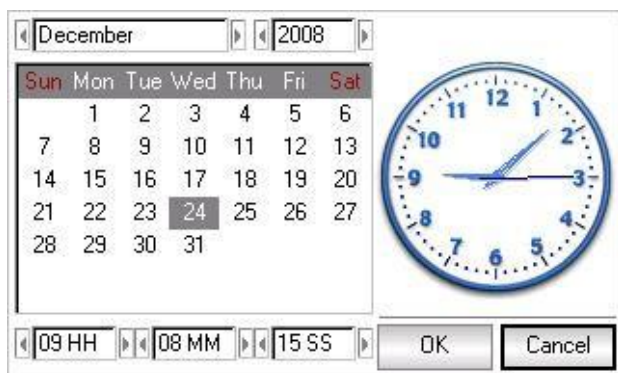 December 2008
Sun Mon Tue Wed Thu Fri Sat
1 2 3 4 5 6
7 8 9 10 11 12 13
14 15 16 17 18 19 20
21 22 23 24 25 26 27
28 29 30 31
12
11 1
10 2
9 3
8 4
7 5
6
09 HH 08 MM 15 SS OK Cancel